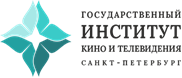 ГОСУДАРСТВЕННЫЙ
ИНСТИТУТ
КИНО И ТЕЛЕВИДЕНИЯ
САНКТ-ПЕТЕРБУРГ